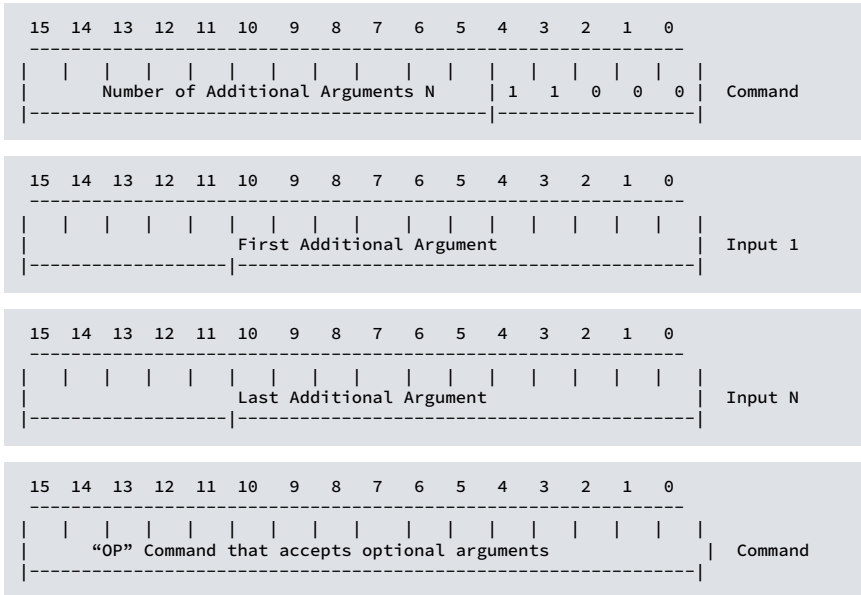 15 14 13 12 11 10 9 8 7 6 5 4 3 2 1 0
-----------------------------------------------------------------
| | | | | | | | | | | | | | | | |
| Number of Additional Arguments N | 1 1 0 0 0 | Command
|--------------------------------------------|-------------------|
15 14 13 12 11 10 9 8 7 6 5 4 3 2 1 0
-----------------------------------------------------------------
| | | | | | | | | | | | | | | | |
| First Additional Argument | Input 1
|-------------------|--------------------------------------------|
15 14 13 12 11 10 9 8 7 6 5 4 3 2 1 0
-----------------------------------------------------------------
| | | | | | | | | | | | | | | | |
| Last Additional Argument | Input N
|-------------------|--------------------------------------------|
15 14 13 12 11 10 9 8 7 6 5 4 3 2 1 0
-----------------------------------------------------------------
| | | | | | | | | | | | | | | | |
| “OP” Command that accepts optional arguments | Command
|----------------------------------------------------------------|